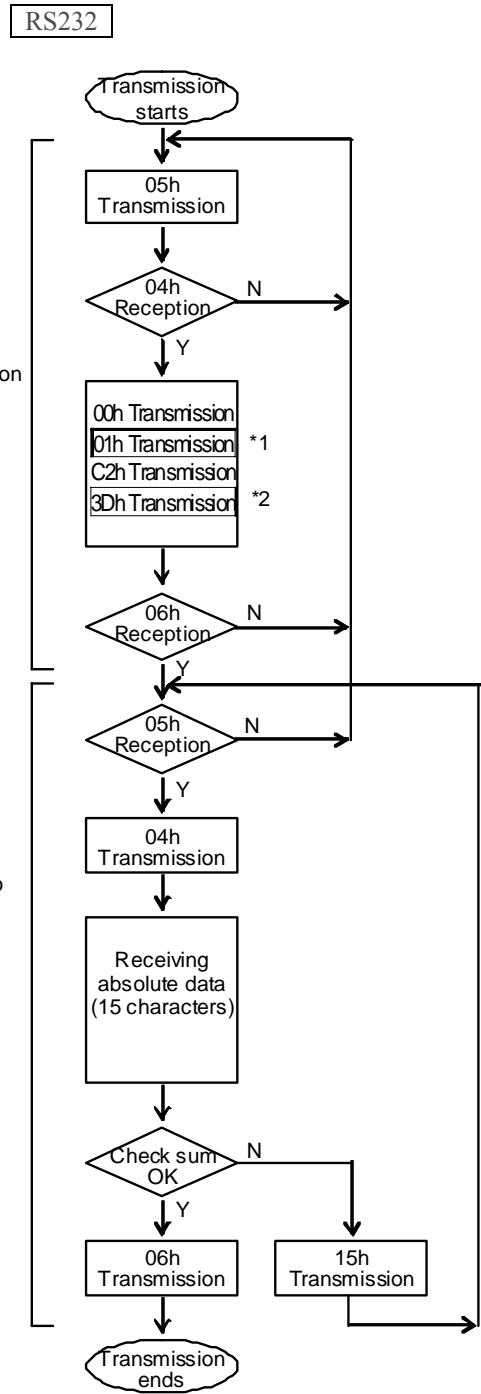 RS232
Transmission
starts
05h
Transmission
04h
Reception
N
Y
00h Transmission
01h Transmission *1
C2h Transmission
3Dh Transmission *2
06h
Reception
N
Y
05h
Reception
N
Y
04h
Transmission
Receiving
absolute data
(15 characters)
Check sum
OK
N
Y
06h
Transmission
15h
Transmission
Transmission
ends